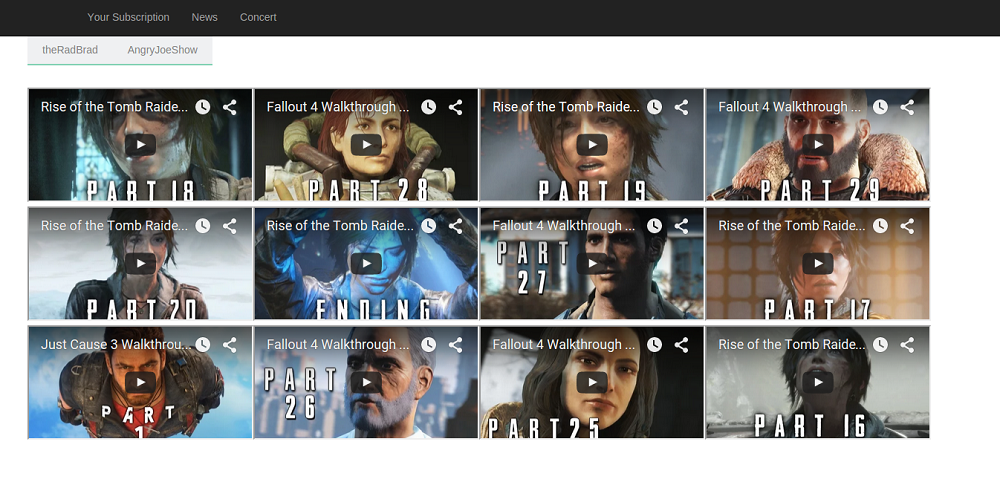 Your Subscription News Concert
theRadBrad AngryJoeShow
Rise of the Tomb Raide...
PART 18
Fallout 4 Walkthrough ...
PART 28
Rise of the Tomb Raide...
PART 19
Fallout 4 Walkthrough ...
PART 29
Rise of the Tomb Raide...
PART 20
Rise of the Tomb Raide...
ENDING
Fallout 4 Walkthrough ...
PART
27
Rise of the Tomb Raide...
PART 17
Just Cause 3 Walkthrou...
PART
1
Fallout 4 Walkthrough ...
PART
26
Fallout 4 Walkthrough ...
PART 25
Rise of the Tomb Raide...
PART 16